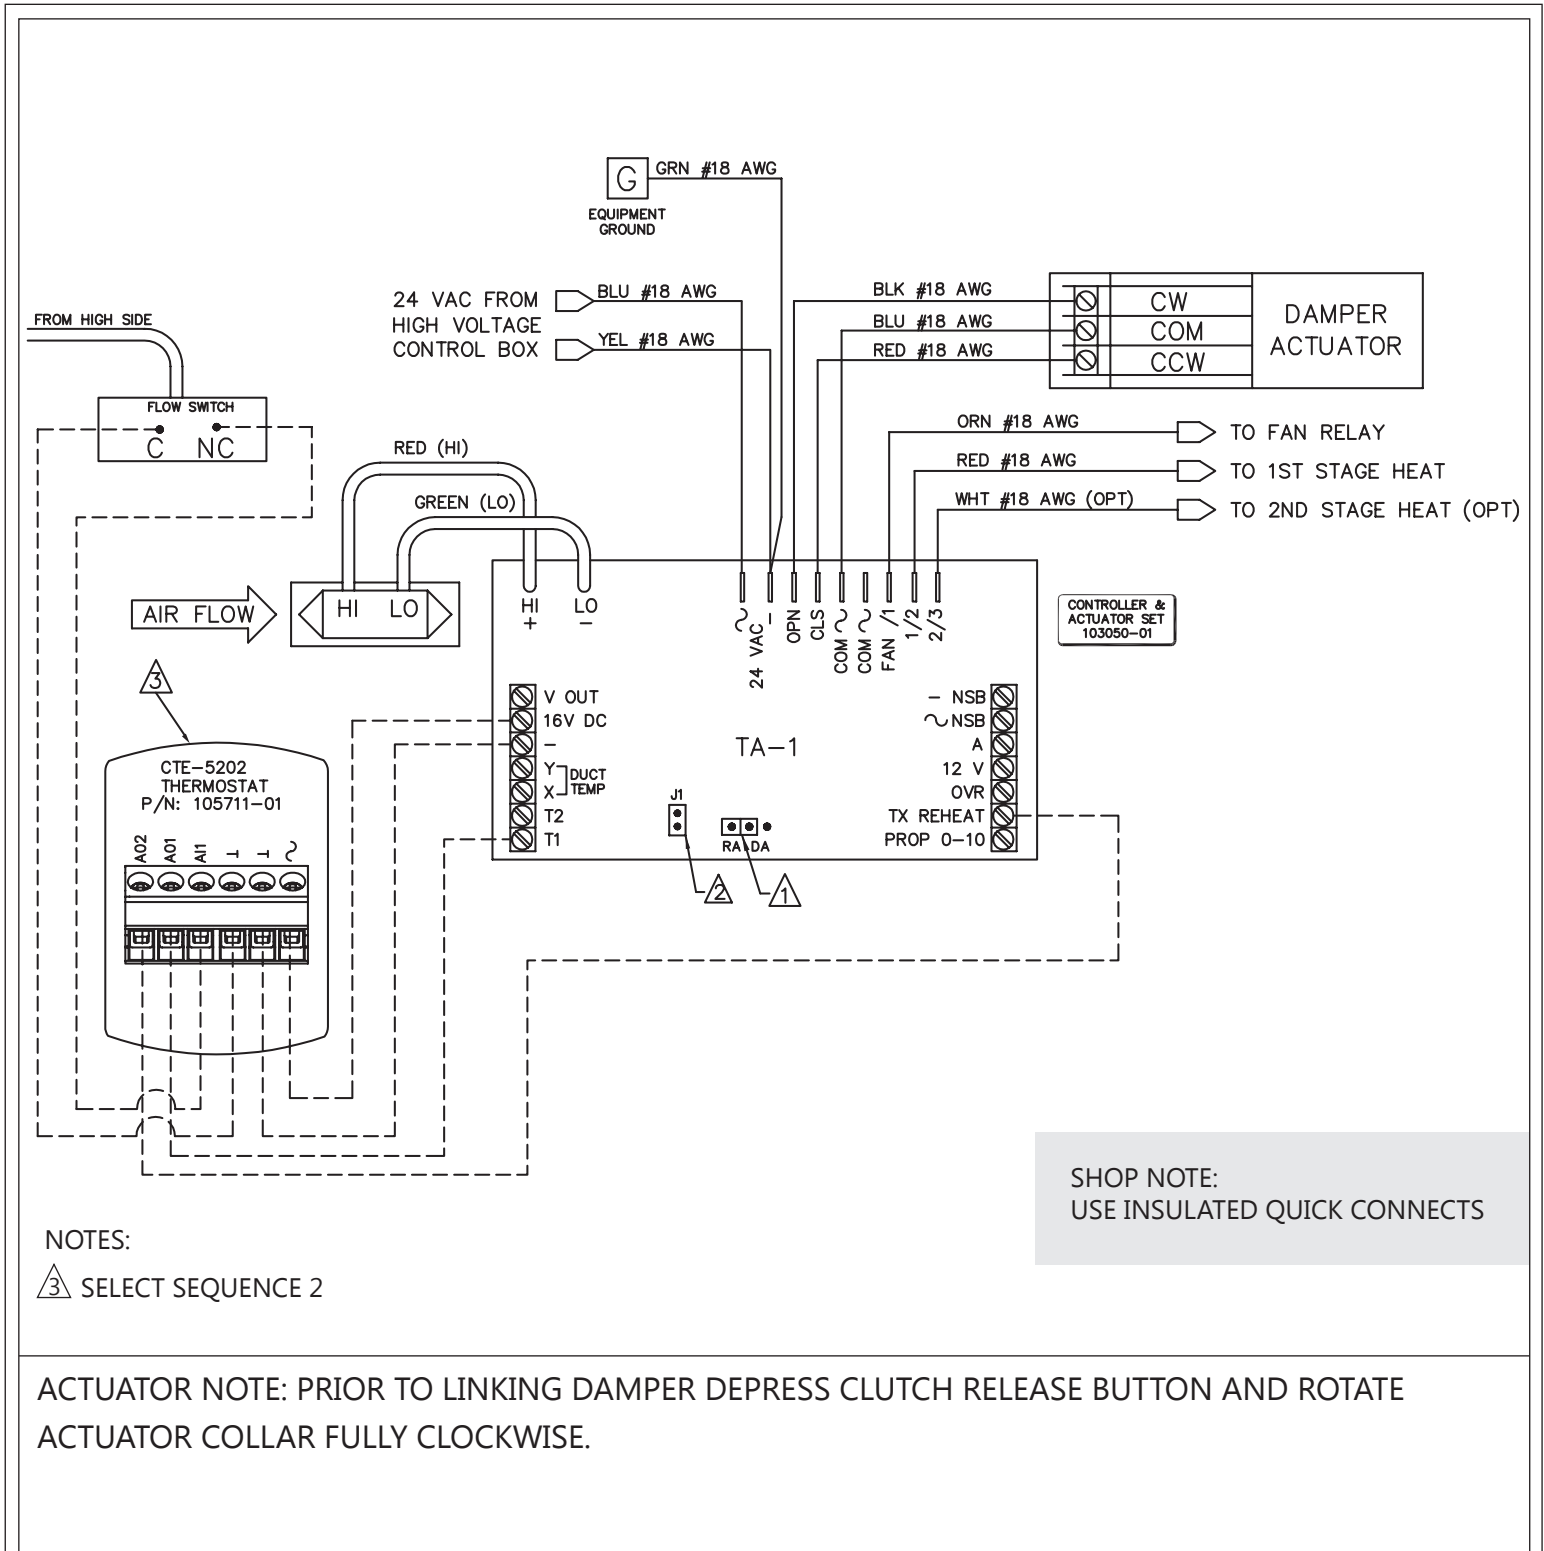 G
GRN #18 AWG
EQUIPMENT
GROUND
24 VAC FROM
HIGH VOLTAGE
CONTROL BOX
BLU #18 AWG
YEL #18 AWG
BLK #18 AWG
BLU #18 AWG
RED #18 AWG
CW
COM
CCW
DAMPER
ACTUATOR
FROM HIGH SIDE
FLOW SWITCH
C NC
RED (HI)
GREEN (LO)
ORN #18 AWG
TO FAN RELAY
RED #18 AWG
TO 1ST STAGE HEAT
WHT #18 AWG (OPT)
TO 2ND STAGE HEAT (OPT)
AIR FLOW
HI LO
HI
+
LO
-
24 VAC
-
OPN
CLS
COM
COM
FAN /1
1/2
2/3
CONTROLLER &
ACTUATOR SET
103050-01
V OUT
16V DC
-
Y
X
DUCT
TEMP
T2
T1
TA-1
J1
RA DA
- NSB
NSB
A
12 V
OVR
TX REHEAT
PROP 0-10
2
1
3
CTE-5202
THERMOSTAT
P/N: 105711-01
AO2
AO1
AI1
SHOP NOTE:
USE INSULATED QUICK CONNECTS
NOTES:
3 SELECT SEQUENCE 2
ACTUATOR NOTE: PRIOR TO LINKING DAMPER DEPRESS CLUTCH RELEASE BUTTON AND ROTATE
ACTUATOR COLLAR FULLY CLOCKWISE.